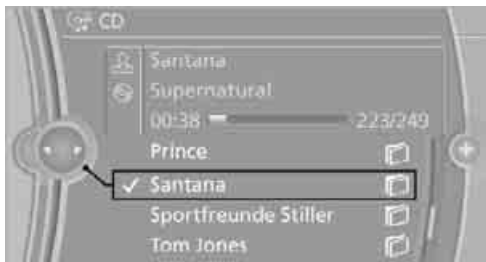 CD
Santana
Supernatural
00:38 223/249
Prince
Santana
Sportfreunde Stiller
Tom Jones